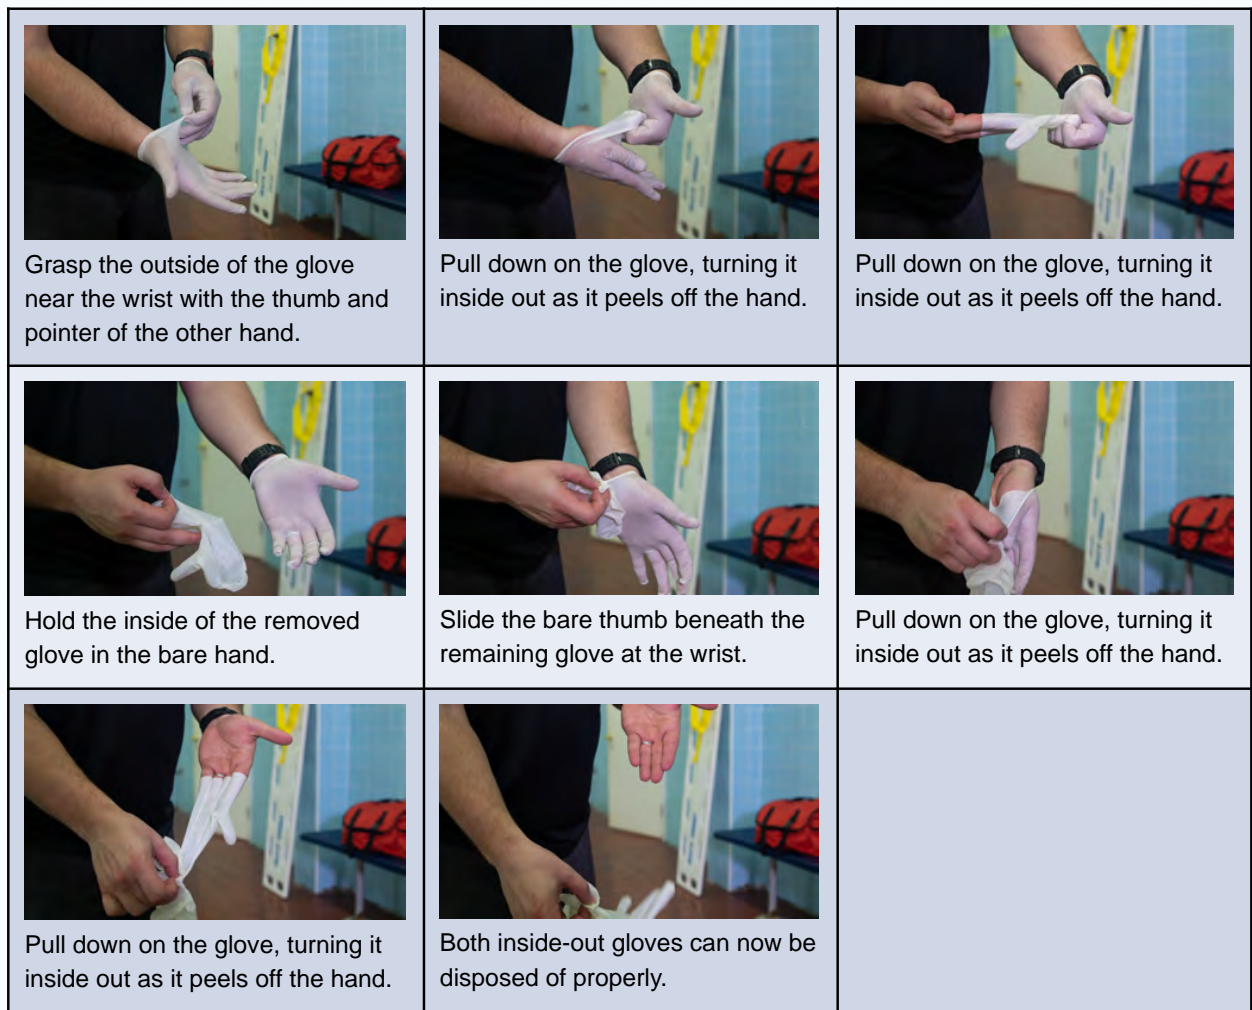 Grasp the outside of the glove
near the wrist with the thumb and
pointer of the other hand.
Pull down on the glove, turning it
inside out as it peels off the hand.
Pull down on the glove, turning it
inside out as it peels off the hand.
Hold the inside of the removed
glove in the bare hand.
Slide the bare thumb beneath the
remaining glove at the wrist.
Pull down on the glove, turning it
inside out as it peels off the hand.
Pull down on the glove, turning it
inside out as it peels off the hand.
Both inside-out gloves can now be
disposed of properly.